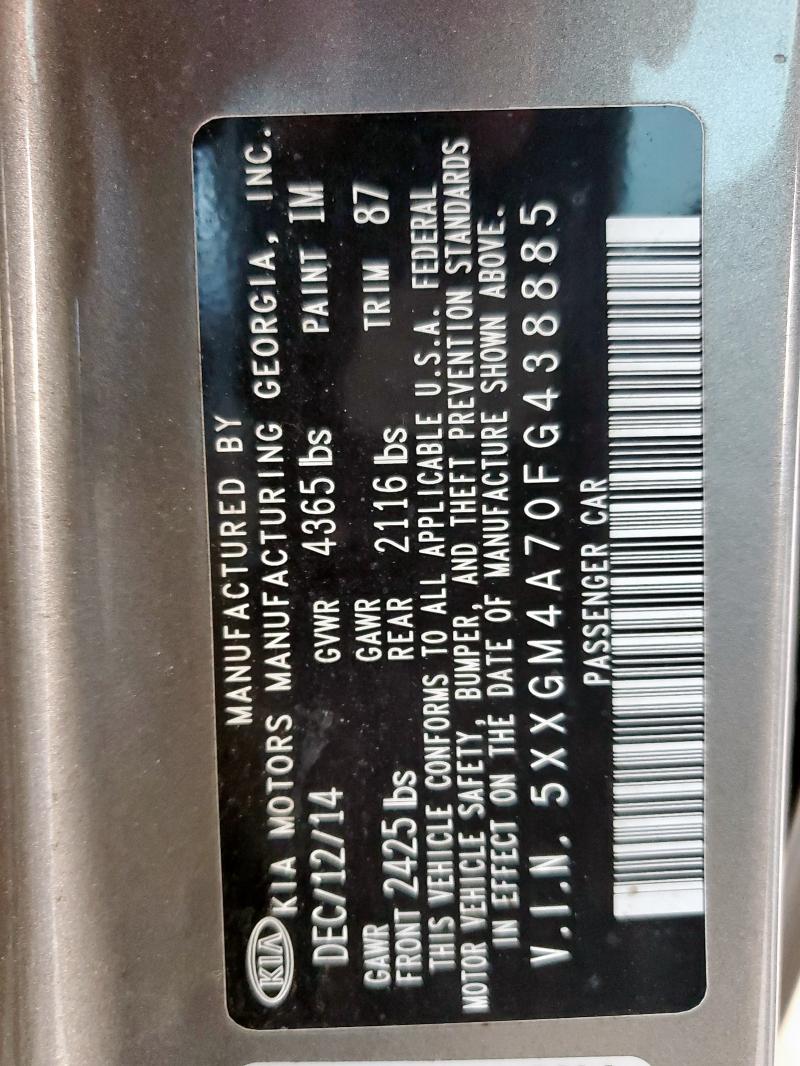 MANUFACTURED BY
KIA KIA MOTORS MANUFACTURING GEORGIA, INC.
DEC/12/14 GVWR 4365 lbs PAINT IM
GAWR FRONT 2425 lbs GAWR REAR 2116 lbs TRIM 87
THIS VEHICLE CONFORMS TO ALL APPLICABLE U.S.A. FEDERAL
MOTOR VEHICLE SAFETY, BUMPER, AND THEFT PREVENTION STANDARDS
IN EFFECT ON THE DATE OF MANUFACTURE SHOWN ABOVE.
V.I.N. 5XXGM4A70FG438885
PASSENGER CAR